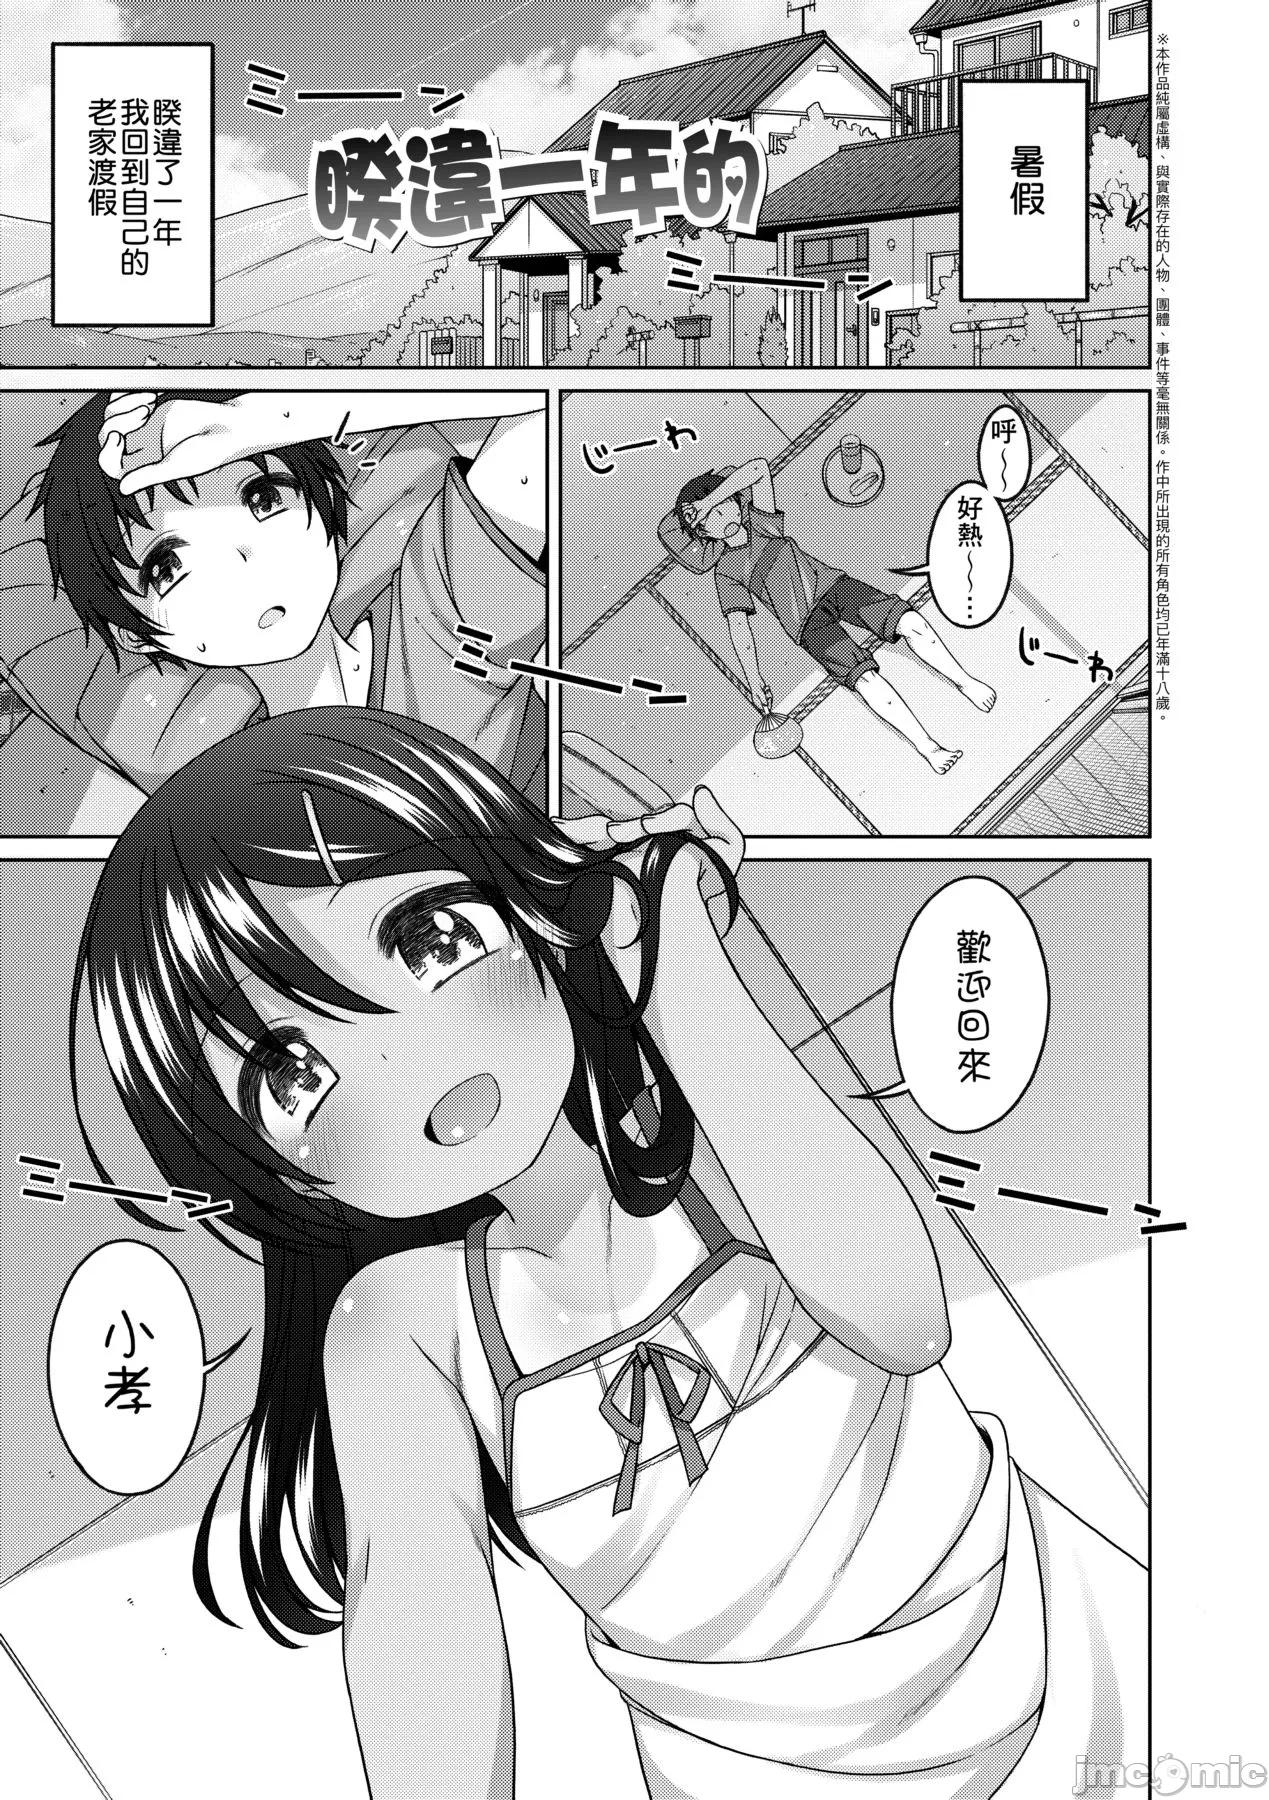 ※本作品純屬虛構、與實際存在的人物、團體、事件等毫無關係。作中所出現的所有角色均已年滿十八歲。
暑假
ミーーン
睽違一年的
ミーーン
睽違了一年
我回到自己的
老家渡假
呼～
好熱～…
じーーわ
じーーわ
ミーーン
歡迎回來
ミーーン
ミーーン
小孝
jmcomic